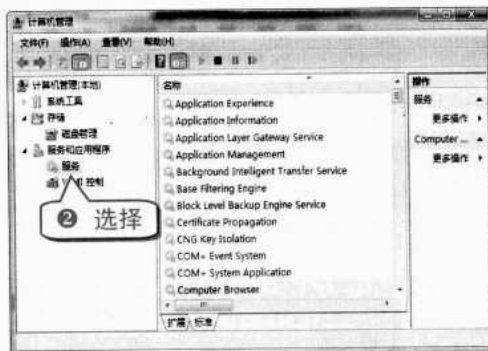 计算机管理
文件(F) 操作(A) 查看(V) 帮助(H)
计算机管理(本地)
系统工具
存储
磁盘管理
服务和应用程序
服务
控制
❷ 选择
名称
Application Experience
Application Information
Application Layer Gateway Service
Application Management
Background Intelligent Transfer Service
Base Filtering Engine
Block Level Backup Engine Service
Certificate Propagation
CNG Key Isolation
COM+ Event System
COM+ System Application
Computer Browser
扩展 标准
操作
服务
更多操作
Computer ...
更多操作